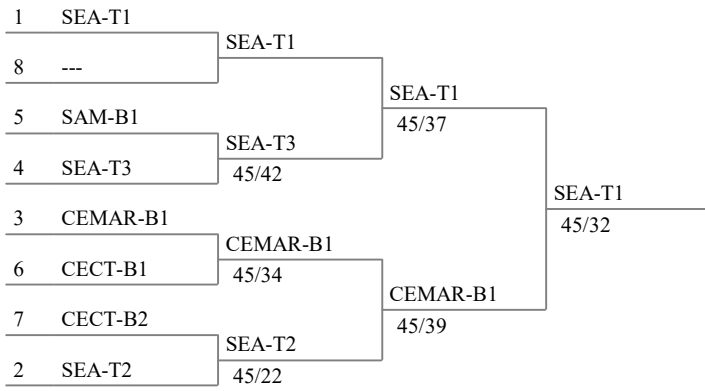 1 SEA-T1
SEA-T1
8 ---
SEA-T1
5 SAM-B1
45/37
SEA-T3
4 SEA-T3
45/42
SEA-T1
3 CEMAR-B1
45/32
CEMAR-B1
6 CECT-B1
45/34
CEMAR-B1
7 CECT-B2
45/39
SEA-T2
2 SEA-T2
45/22